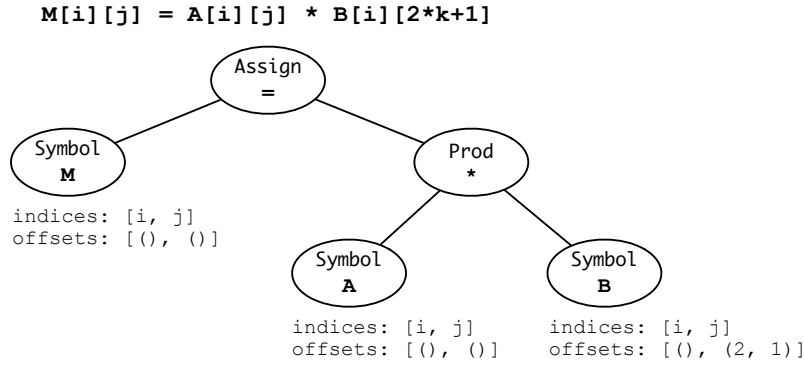 M[i][j] = A[i][j] * B[i][2*k+1]
Assign
=
Symbol
M
Prod
*
indices: [i, j]
offsets: [(), ()]
Symbol
A
Symbol
B
indices: [i, j]
offsets: [(), ()]
indices: [i, j]
offsets: [(), (2, 1)]